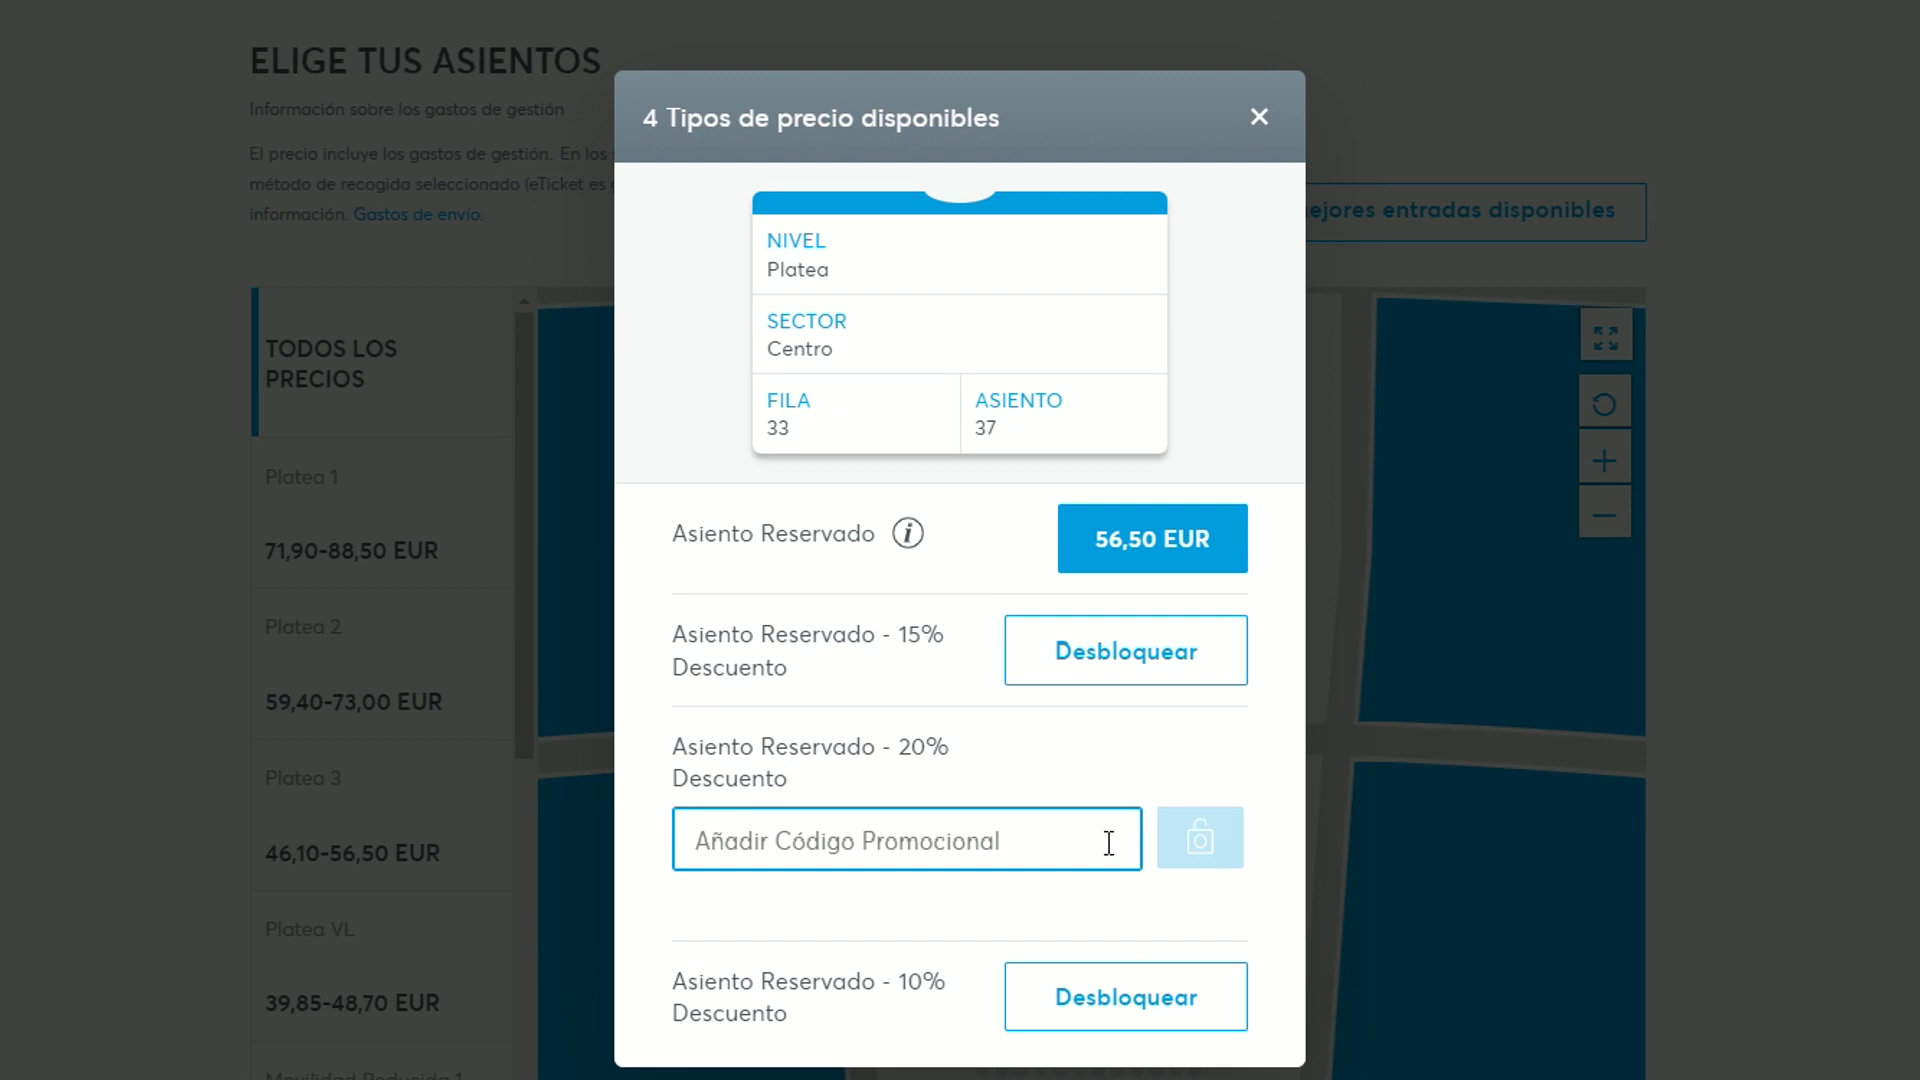 ELIGE TUS ASIENTOS
Información sobre los gastos de gestión
El precio incluye los gastos de gestión. En los
método de recogida seleccionado (eTicket es
información. Gastos de envío.
ejores entradas disponibles
TODOS LOS
PRECIOS
Platea 1
71,90-88,50 EUR
Platea 2
59,40-73,00 EUR
Platea 3
46,10-56,50 EUR
Platea VL
39,85-48,70 EUR
Movilidad Reducida 1
4 Tipos de precio disponibles
NIVEL
Platea
SECTOR
Centro
FILA
33
ASIENTO
37
Asiento Reservado
56,50 EUR
Asiento Reservado - 15%
Descuento
Desbloquear
Asiento Reservado - 20%
Descuento
Añadir Código Promocional
Asiento Reservado - 10%
Descuento
Desbloquear